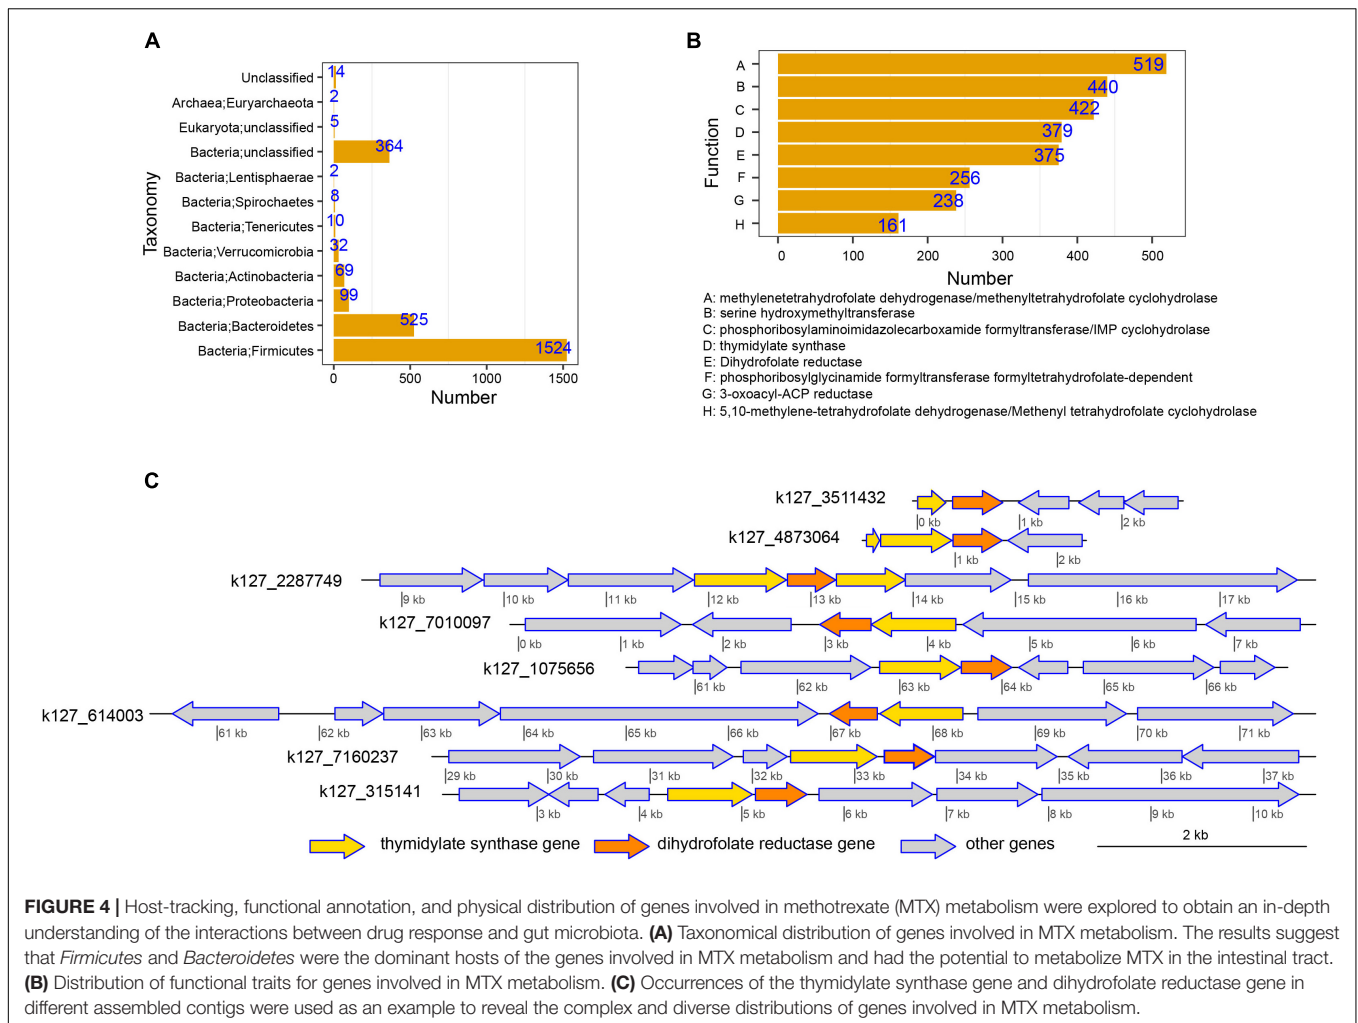 A
Unclassified 14
Archaea;Euryarchaeota 2
Eukaryota;unclassified 5
Bacteria;unclassified 364
Bacteria;Lentisphaerae 2
Bacteria;Spirochaetes 8
Bacteria;Tenericutes 10
Bacteria;Verrucomicrobia 32
Bacteria;Actinobacteria 69
Bacteria;Proteobacteria 99
Bacteria;Bacteroidetes 525
Bacteria;Firmicutes 1524
Taxonomy
0 500 1000 1500
Number
B
A 519
B 440
C 422
D 379
E 375
F 256
G 238
H 161
Function
0 100 200 300 400 500
Number
A: methylenetetrahydrofolate dehydrogenase/methenyltetrahydrofolate cyclohydrolase
B: serine hydroxymethyltransferase
C: phosphoribosylaminoimidazolecarboxamide formyltransferase/IMP cyclohydrolase
D: thymidylate synthase
E: Dihydrofolate reductase
F: phosphoribosylglycinamide formyltransferase formyltetrahydrofolate-dependent
G: 3-oxoacyl-ACP reductase
H: 5,10-methylene-tetrahydrofolate dehydrogenase/Methenyl tetrahydrofolate cyclohydrolase
C
k127_3511432
0 kb 1 kb 2 kb
k127_4873064
1 kb 2 kb
k127_2287749
9 kb 10 kb 11 kb 12 kb 13 kb 14 kb 15 kb 16 kb 17 kb
k127_7010097
0 kb 1 kb 2 kb 3 kb 4 kb 5 kb 6 kb 7 kb
k127_1075656
61 kb 62 kb 63 kb 64 kb 65 kb 66 kb
k127_614003
61 kb 62 kb 63 kb 64 kb 65 kb 66 kb 67 kb 68 kb 69 kb 70 kb 71 kb
k127_7160237
29 kb 30 kb 31 kb 32 kb 33 kb 34 kb 35 kb 36 kb 37 kb
k127_315141
3 kb 4 kb 5 kb 6 kb 7 kb 8 kb 9 kb 10 kb
thymidylate synthase gene dihydrofolate reductase gene other genes 2 kb
FIGURE 4 | Host-tracking, functional annotation, and physical distribution of genes involved in methotrexate (MTX) metabolism were explored to obtain an in-depth
understanding of the interactions between drug response and gut microbiota. (A) Taxonomical distribution of genes involved in MTX metabolism. The results suggest
that Firmicutes and Bacteroidetes were the dominant hosts of the genes involved in MTX metabolism and had the potential to metabolize MTX in the intestinal tract.
(B) Distribution of functional traits for genes involved in MTX metabolism. (C) Occurrences of the thymidylate synthase gene and dihydrofolate reductase gene in
different assembled contigs were used as an example to reveal the complex and diverse distributions of genes involved in MTX metabolism.